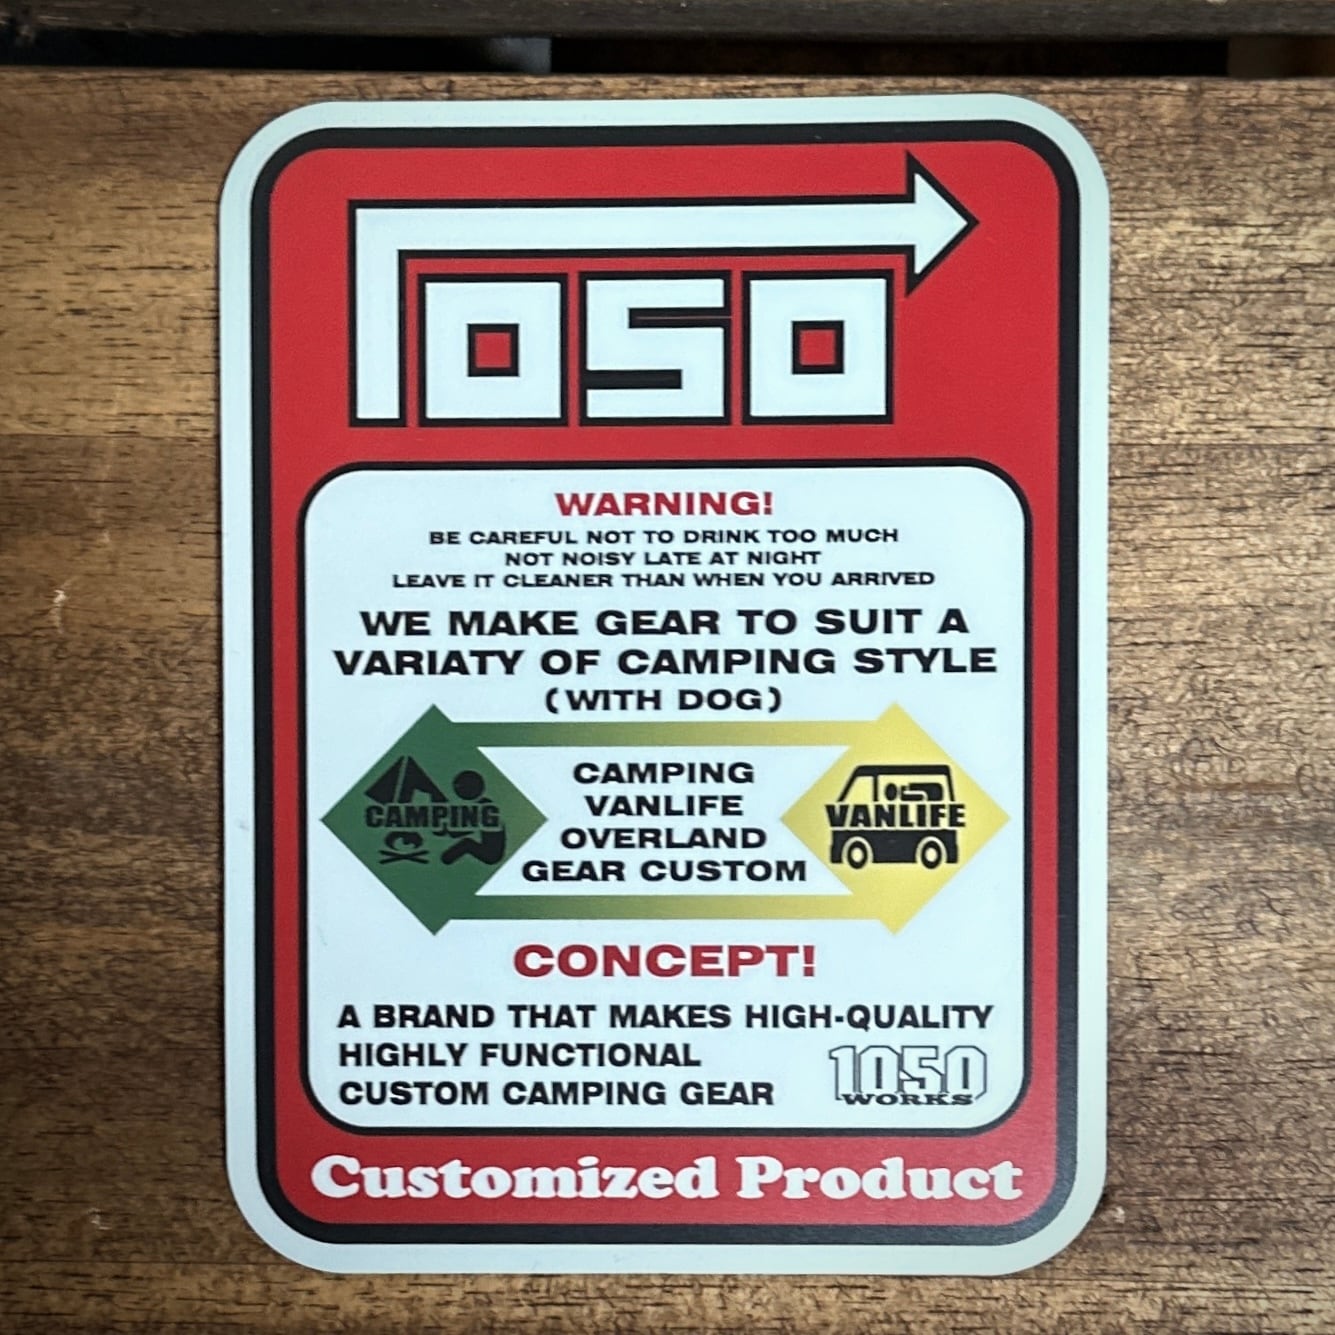 1050
WARNING!
BE CAREFUL NOT TO DRINK TOO MUCH
NOT NOISY LATE AT NIGHT
LEAVE IT CLEANER THAN WHEN YOU ARRIVED
WE MAKE GEAR TO SUIT A
VARIATY OF CAMPING STYLE
(WITH DOG)
CAMPING
CAMPING
VANLIFE
OVERLAND
GEAR CUSTOM
VANLIFE
CONCEPT!
A BRAND THAT MAKES HIGH-QUALITY
HIGHLY FUNCTIONAL
CUSTOM CAMPING GEAR
1050
WORKS
Customized Product